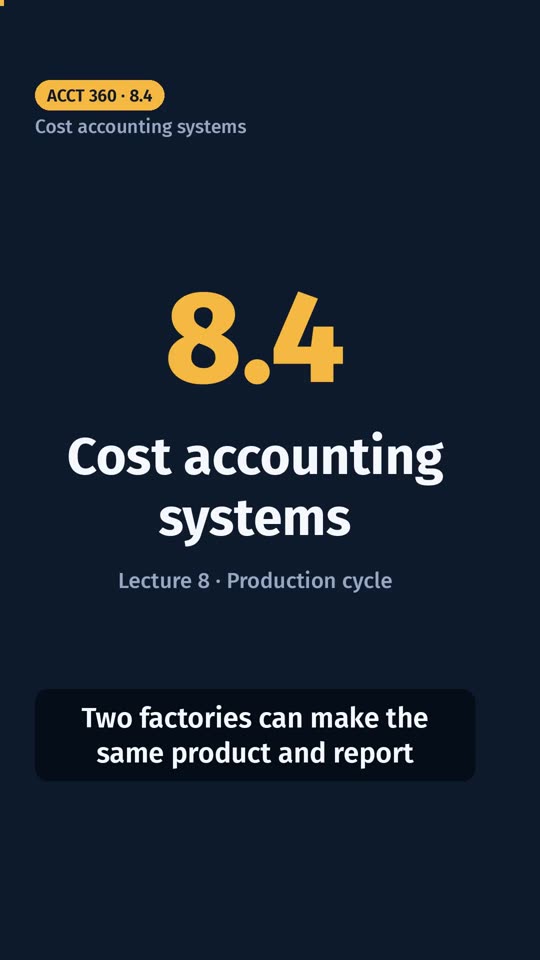 ACCT 360 · 8.4
Cost accounting systems
8.4
Cost accounting
systems
Lecture 8 · Production cycle
Two factories can make the
same product and report